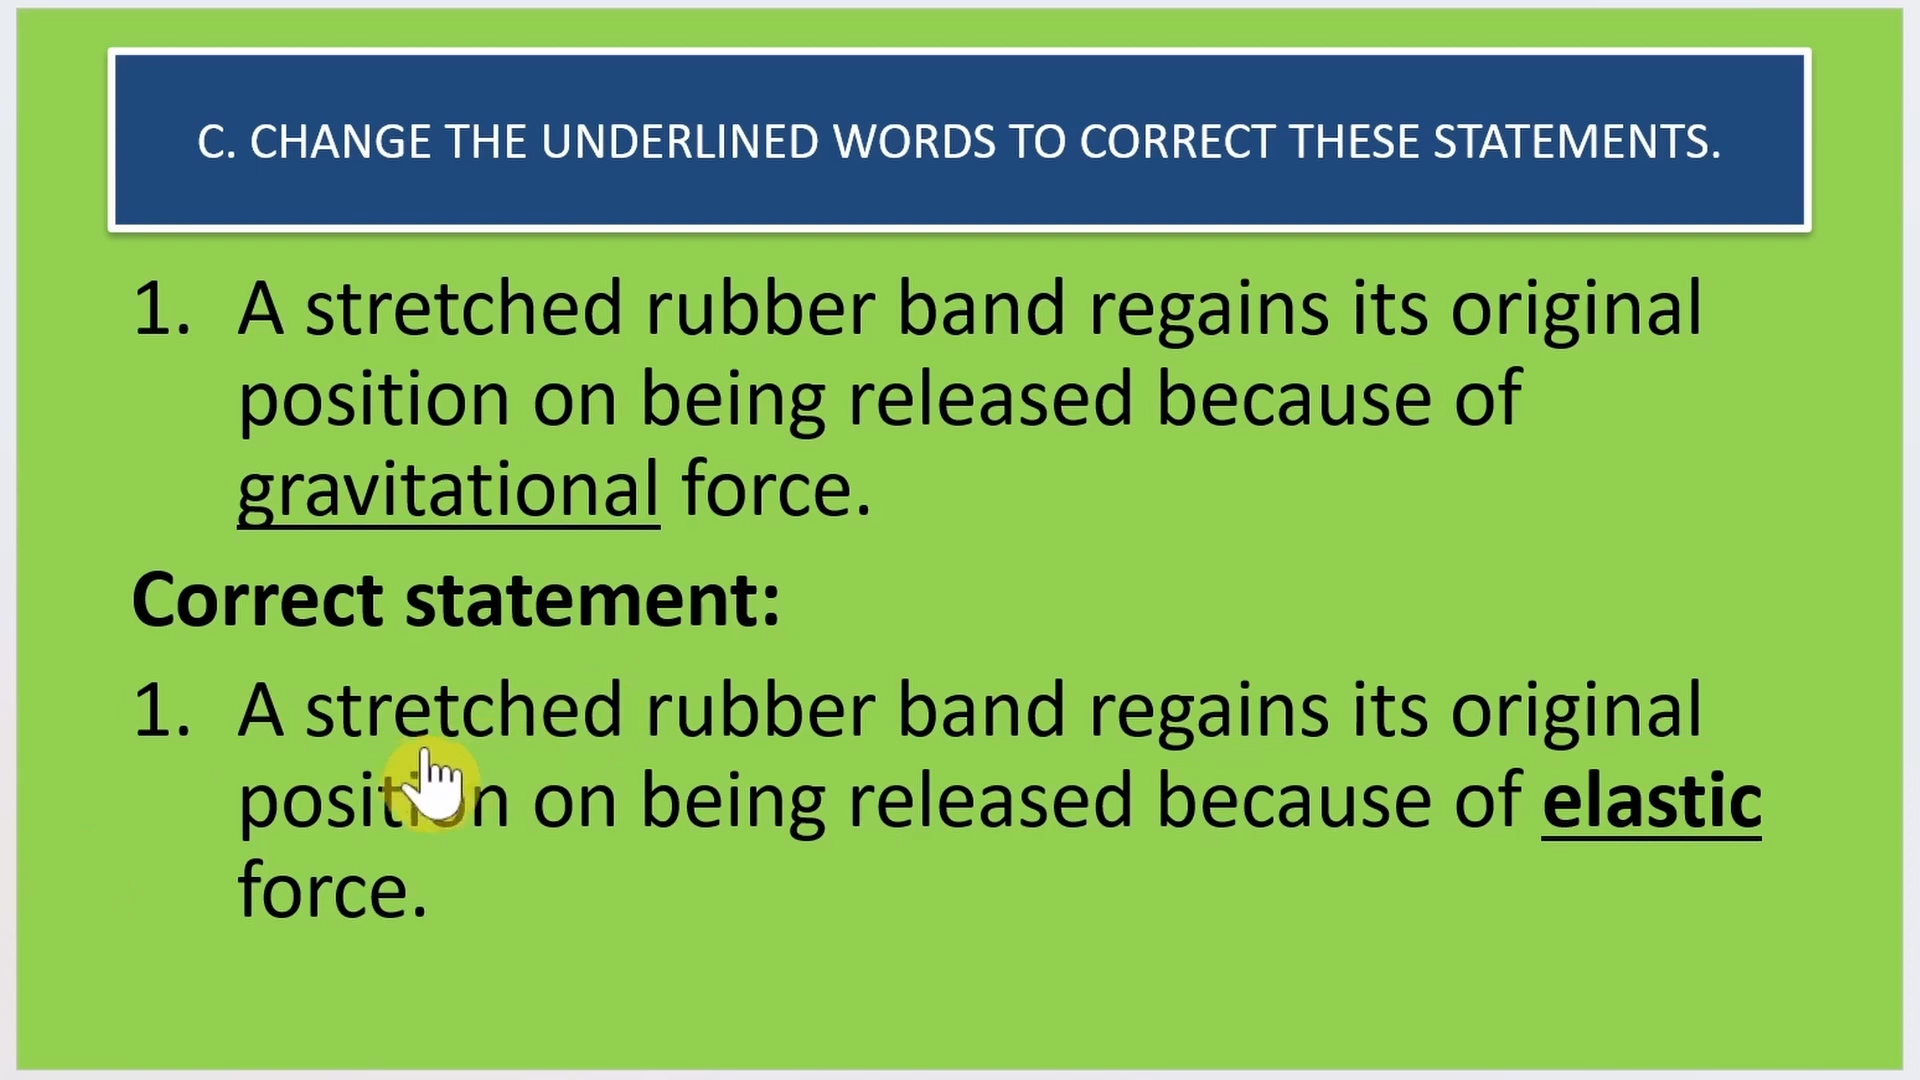 C. CHANGE THE UNDERLINED WORDS TO CORRECT THESE STATEMENTS.
1. A stretched rubber band regains its original
position on being released because of
gravitational force.
Correct statement:
1. A stretched rubber band regains its original
position on being released because of elastic
force.